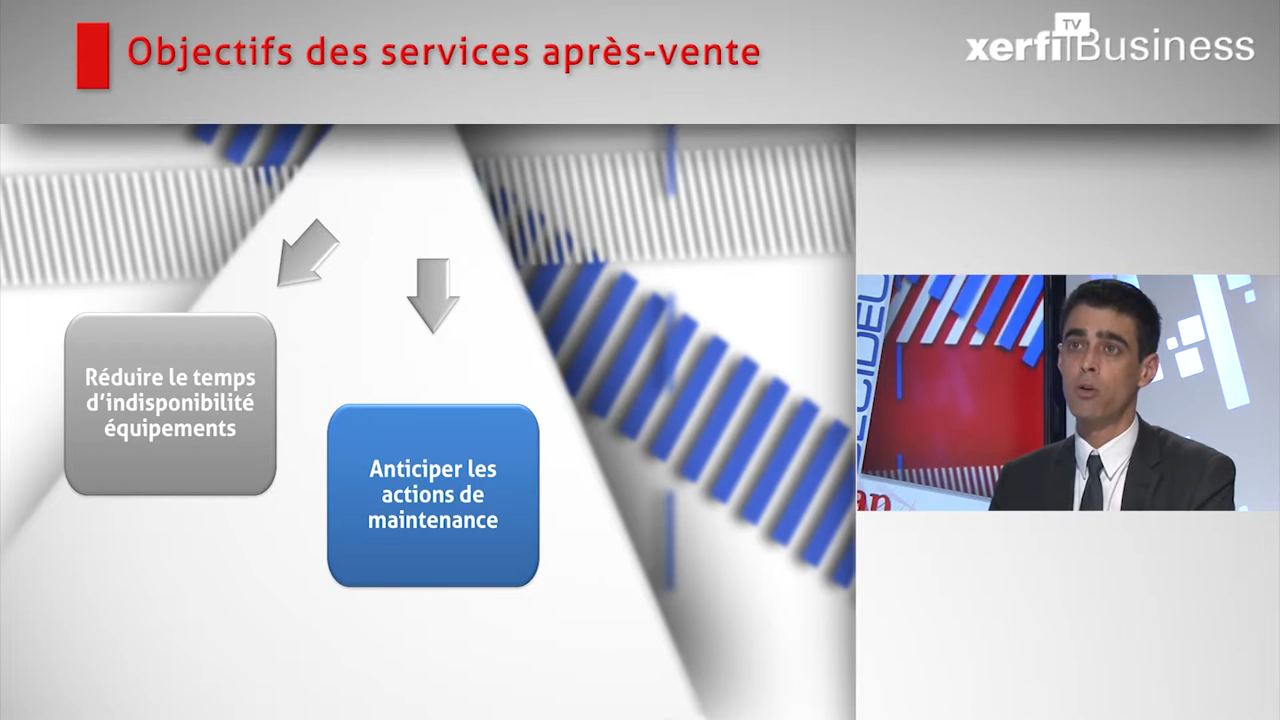 Objectifs des services après-vente
TV
xerfi Business
Réduire le temps
d'indisponibilité
équipements
Anticiper les
actions de
maintenance